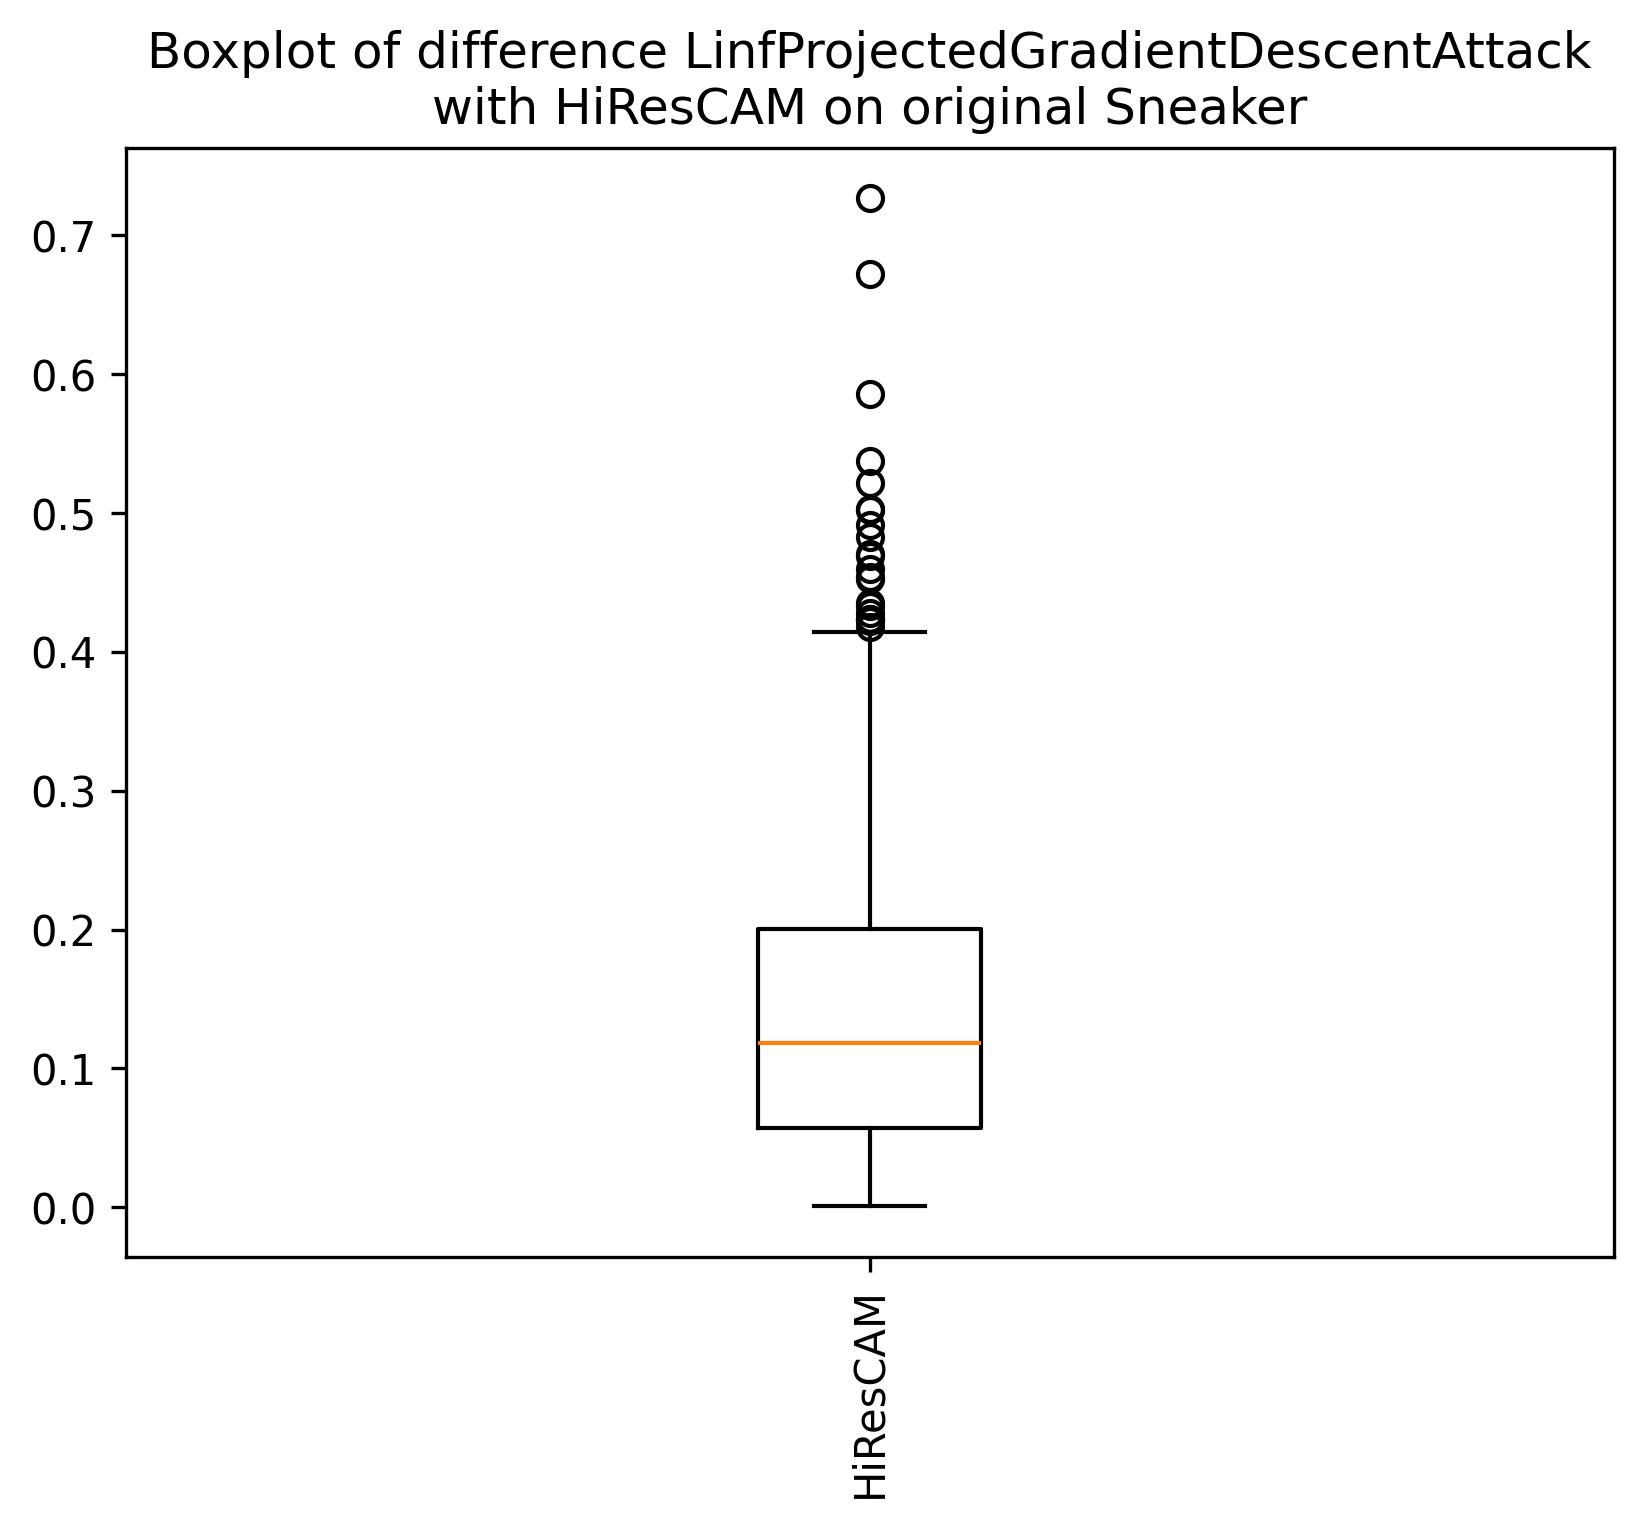 Boxplot of difference LinfProjectedGradientDescentAttack
with HiResCAM on original Sneaker
0.7
0.6
0.5
0.4
0.3
0.2
0.1
0.0
HiResCAM